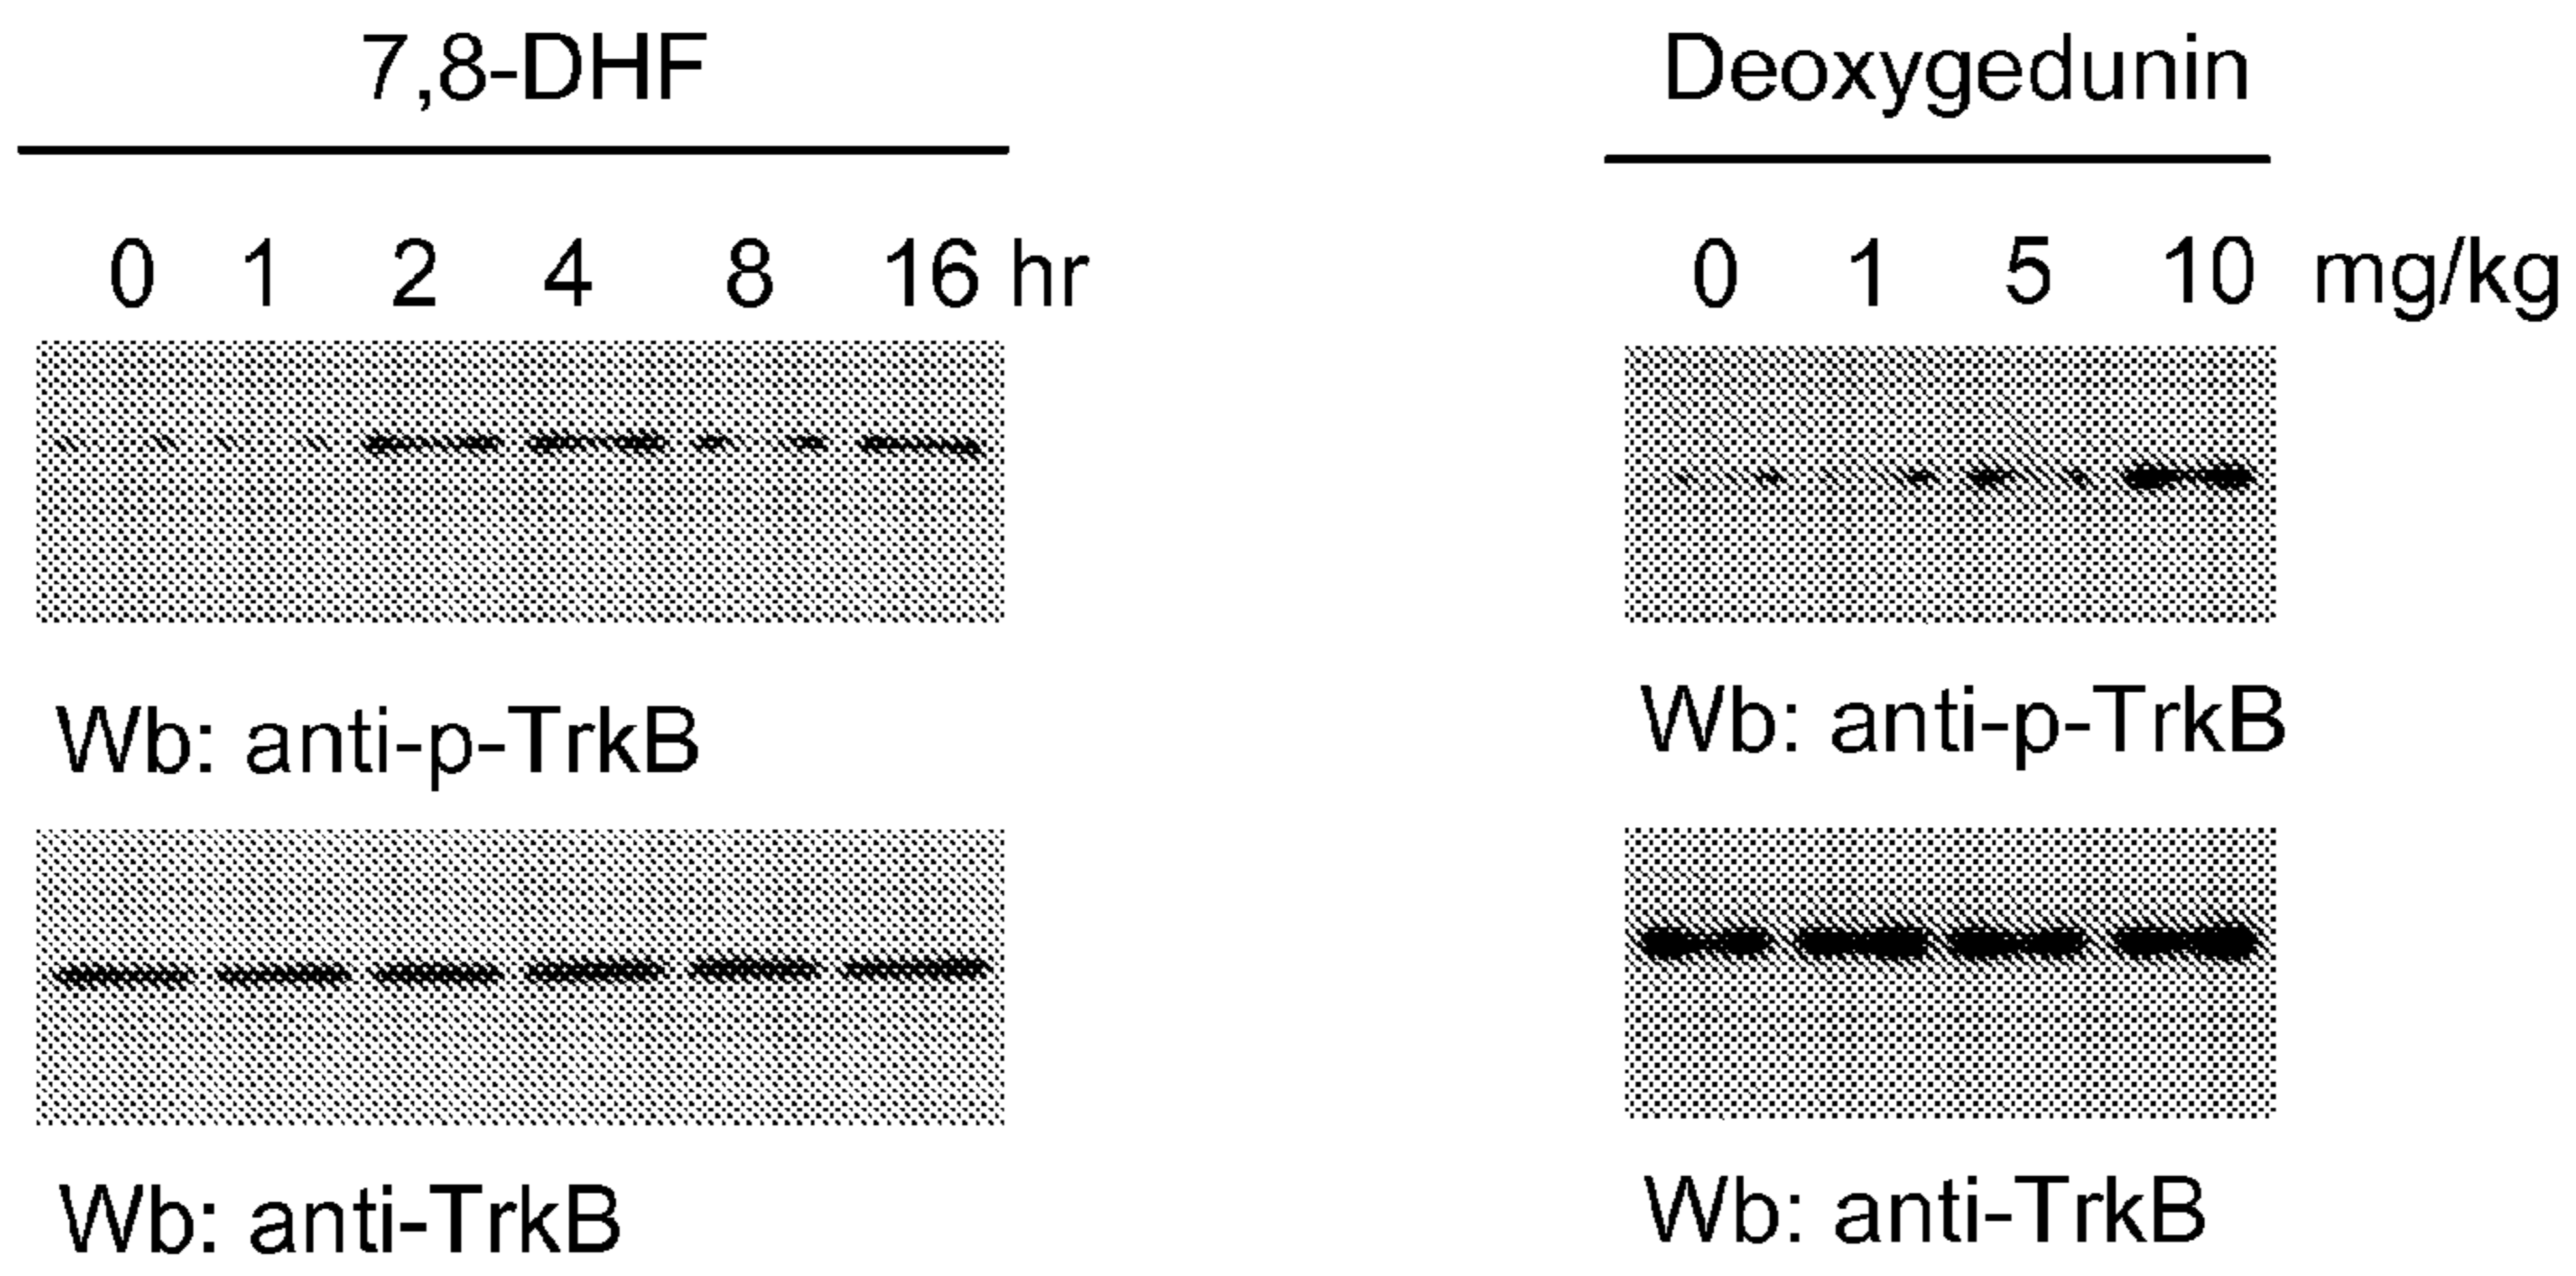 7,8-DHF
0 1 2 4 8 16 hr
Wb: anti-p-TrkB
Wb: anti-TrkB
Deoxygedunin
0 1 5 10 mg/kg
Wb: anti-p-TrkB
Wb: anti-TrkB